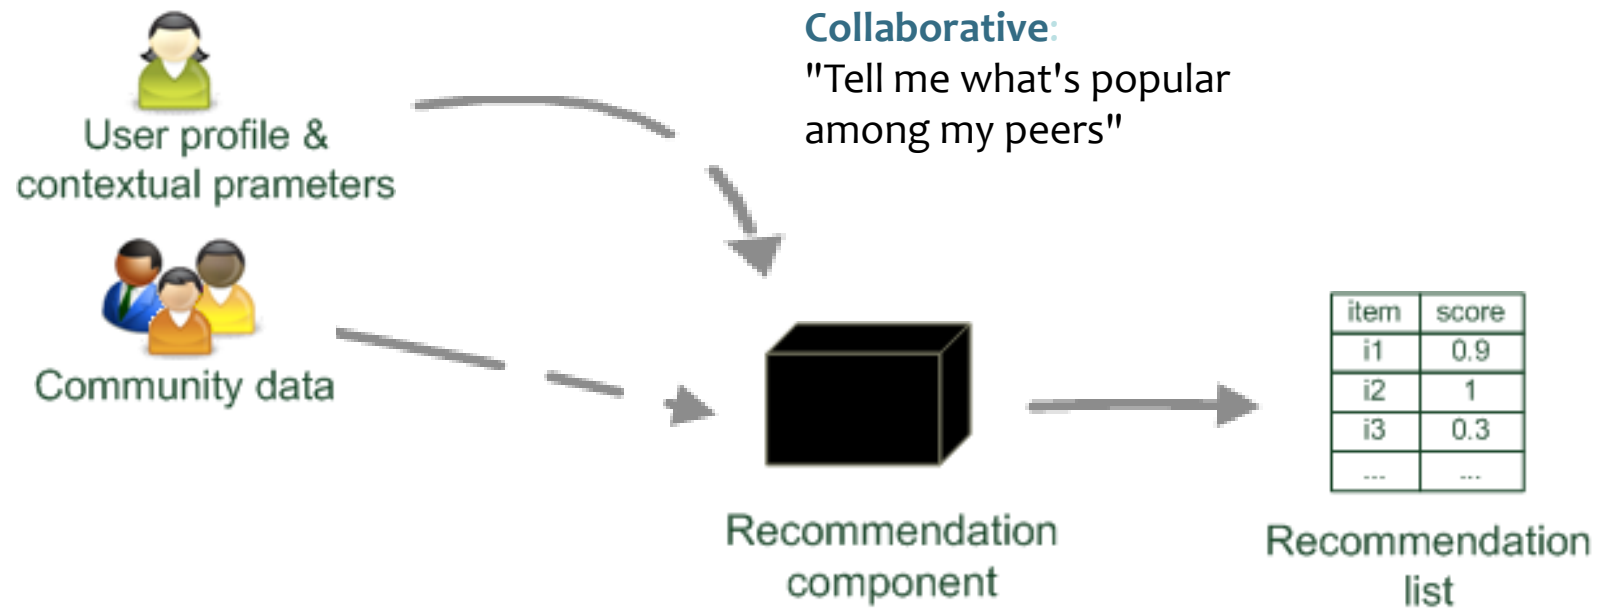 Collaborative:
"Tell me what's popular
among my peers"
User profile &
contextual prameters
Community data
Recommendation
component
item score
i1 0.9
i2 1
i3 0.3
... ...
Recommendation
list